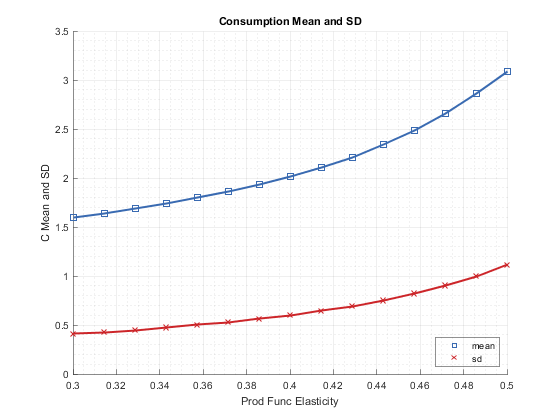 Consumption Mean and SD
3.5
3
2.5
2
1.5
1
0.5
0
C Mean and SD
0.3 0.32 0.34 0.36 0.38 0.4 0.42 0.44 0.46 0.48 0.5
Prod Func Elasticity
mean
sd